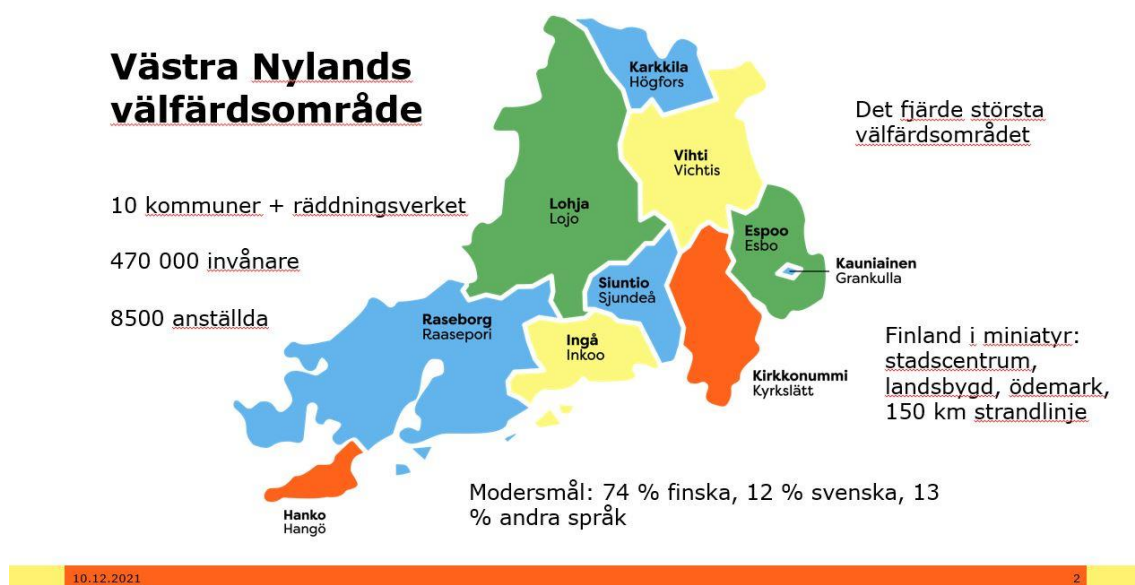 Västra Nylands
välfärdsområde
10 kommuner + räddningsverket
470 000 invånare
8500 anställda
Karkkila
Högfors
Vihti
Vichtis
Lohja
Lojo
Espoo
Esbo
Kauniainen
Grankulla
Siuntio
Sjundeå
Raseborg
Raasepori
Ingå
Inkoo
Kirkkonummi
Kyrkslätt
Hanko
Hangö
Det fjärde största
välfärdsområdet
Finland i miniatyr:
stadscentrum,
landsbygd, ödemark,
150 km strandlinje
Modersmål: 74 % finska, 12 % svenska, 13
% andra språk
10.12.2021
2